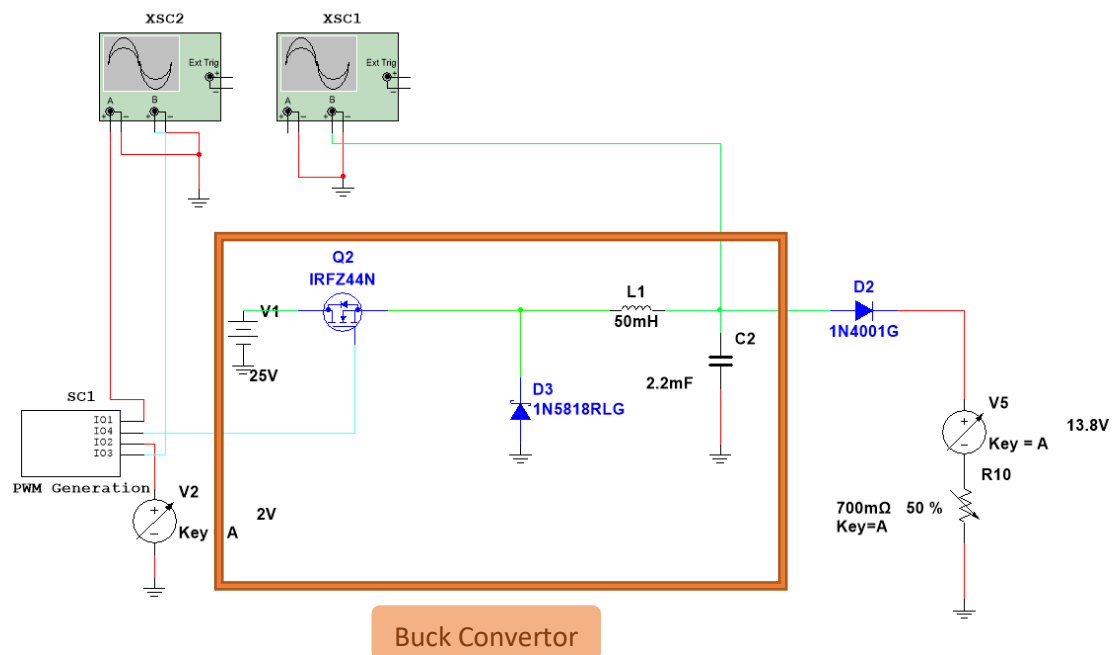 XSC2
XSC1
Ext Trig
+
−
A
B
+
−
+
−
Ext Trig
+
−
A
B
+
−
+
−
Q2
IRFZ44N
V1
25V
L1
50mH
D2
1N4001G
C2
2.2mF
D3
1N5818RLG
SC1
IO1
IO4
IO2
IO3
PWM Generation
V2
+
−
Key = A
2V
V5
+
−
Key = A
13.8V
R10
700mΩ 50 %
Key=A
Buck Convertor